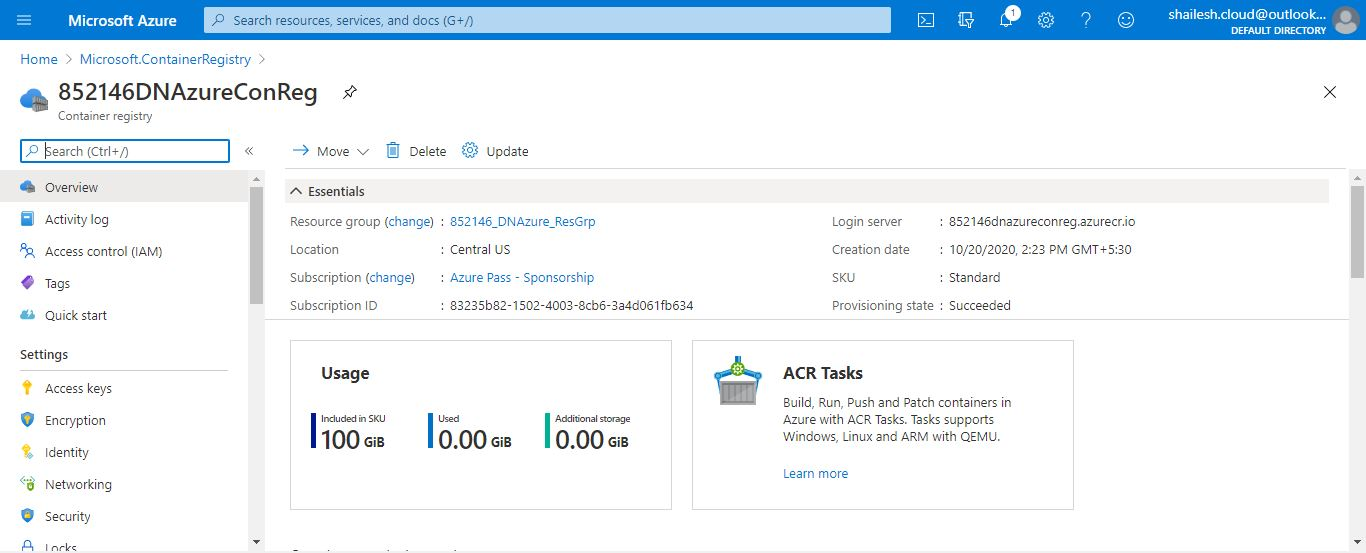 Microsoft Azure
Search resources, services, and docs (G+/)
1
shailesh.cloud@outlook...
DEFAULT DIRECTORY
Home > Microsoft.ContainerRegistry >
852146DNAzureConReg
Container registry
Search (Ctrl+/)
«
Overview
Activity log
Access control (IAM)
Tags
Quick start
Settings
Access keys
Encryption
Identity
Networking
Security
Locks
Move
Delete
Update
Essentials
Resource group (change) : 852146_DNAzure_ResGrp
Location : Central US
Subscription (change) : Azure Pass - Sponsorship
Subscription ID : 83235b82-1502-4003-8cb6-3a4d061fb634
Login server : 852146dnazureconreg.azurecr.io
Creation date : 10/20/2020, 2:23 PM GMT+5:30
SKU : Standard
Provisioning state : Succeeded
Usage
Included in SKU
100 GiB
Used
0.00 GiB
Additional storage
0.00 GiB
ACR Tasks
Build, Run, Push and Patch containers in
Azure with ACR Tasks. Tasks supports
Windows, Linux and ARM with QEMU.
Learn more